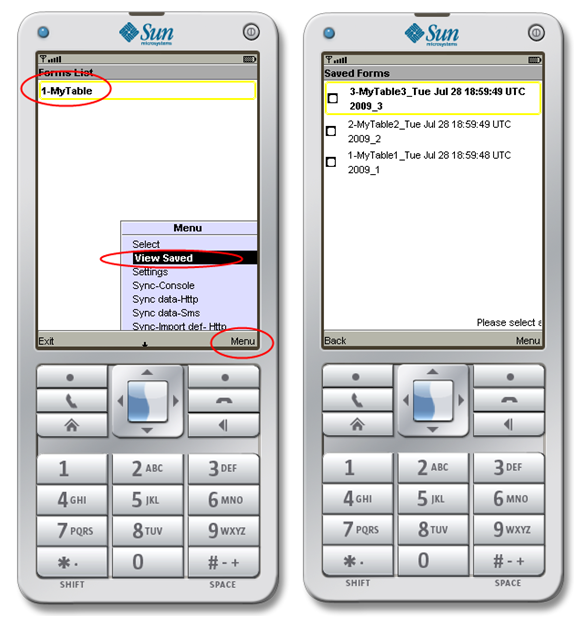 Sun
microsystems
Forms List
1-MyTable
Menu
Select
View Saved
Settings
Sync-Console
Sync data-Http
Sync data-Sms
Sync-Import def- Http
Exit
Menu
1
2 ABC
3 DEF
4 GHI
5 JKL
6 MNO
7 PQRS
8 TUV
9 WXYZ
* .
0
# - +
SHIFT
SPACE
Sun
microsystems
Saved Forms
3-MyTable3_Tue Jul 28 18:59:49 UTC
2009_3
2-MyTable2_Tue Jul 28 18:59:49 UTC
2009_2
1-MyTable1_Tue Jul 28 18:59:48 UTC
2009_1
Please select
Back
Menu
1
2 ABC
3 DEF
4 GHI
5 JKL
6 MNO
7 PQRS
8 TUV
9 WXYZ
* .
0
# - +
SHIFT
SPACE